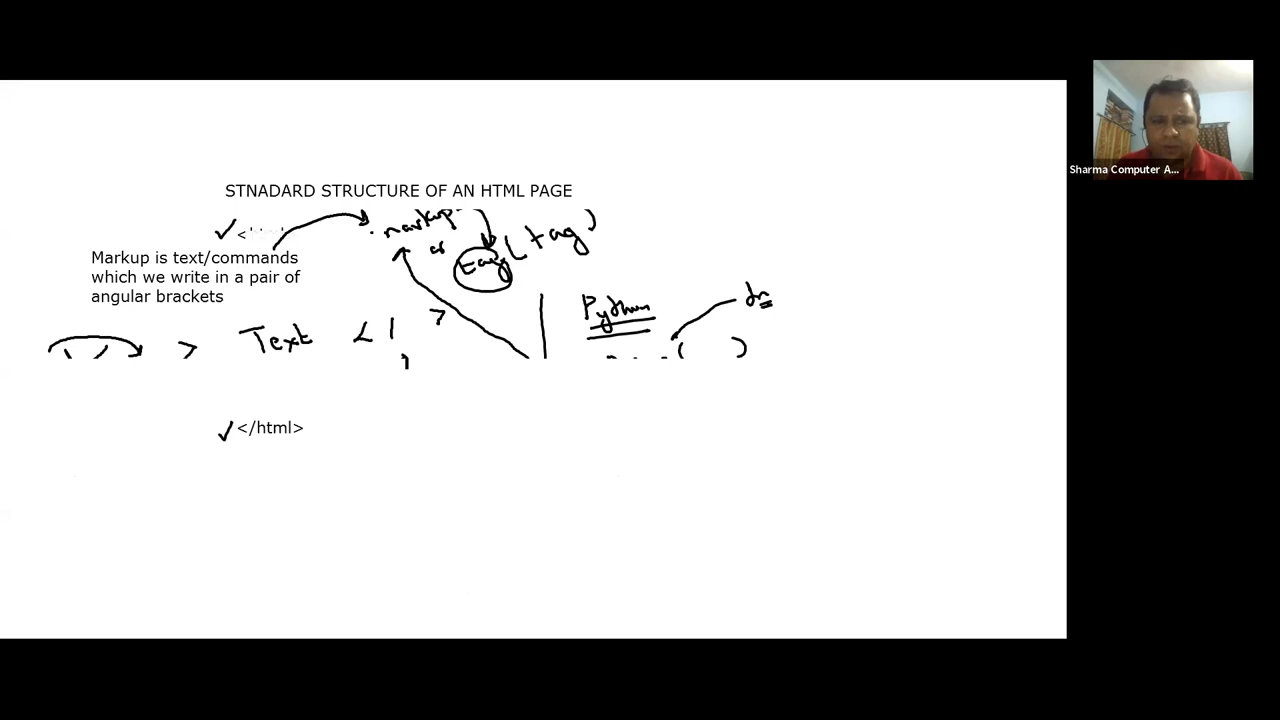 STNADARD STRUCTURE OF AN HTML PAGE
markup
or
tag (tag)
Markup is text/commands
which we write in a pair of
angular brackets
Python
> Text < / >
( )
</html>
Sharma Computer A...